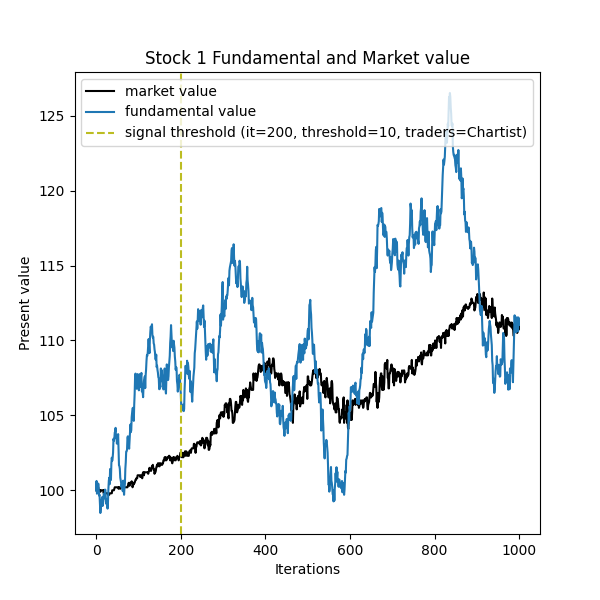 Stock 1 Fundamental and Market value
market value
fundamental value
signal threshold (it=200, threshold=10, traders=Chartist)
125
120
115
110
105
100
Present value
0 200 400 600 800 1000
Iterations